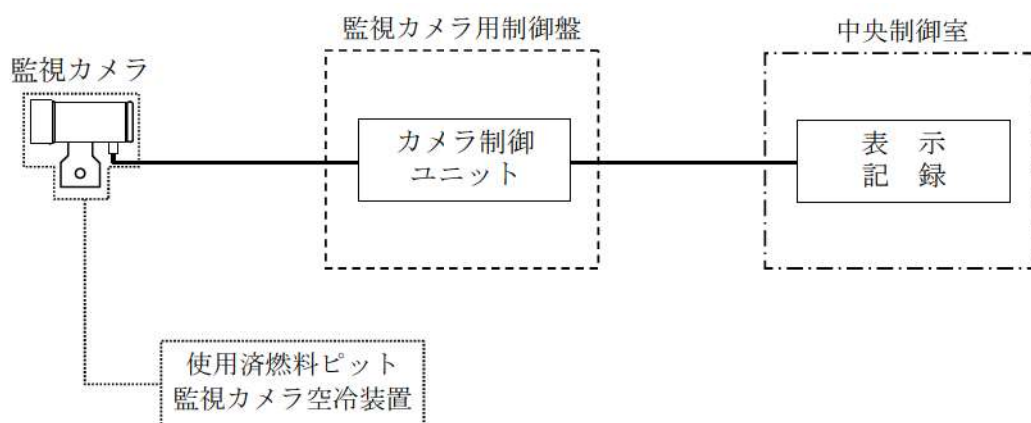 監視カメラ用制御盤
中央制御室
監視カメラ
カメラ制御
ユニット
表 示
記 録
使用済燃料ピット
監視カメラ空冷装置